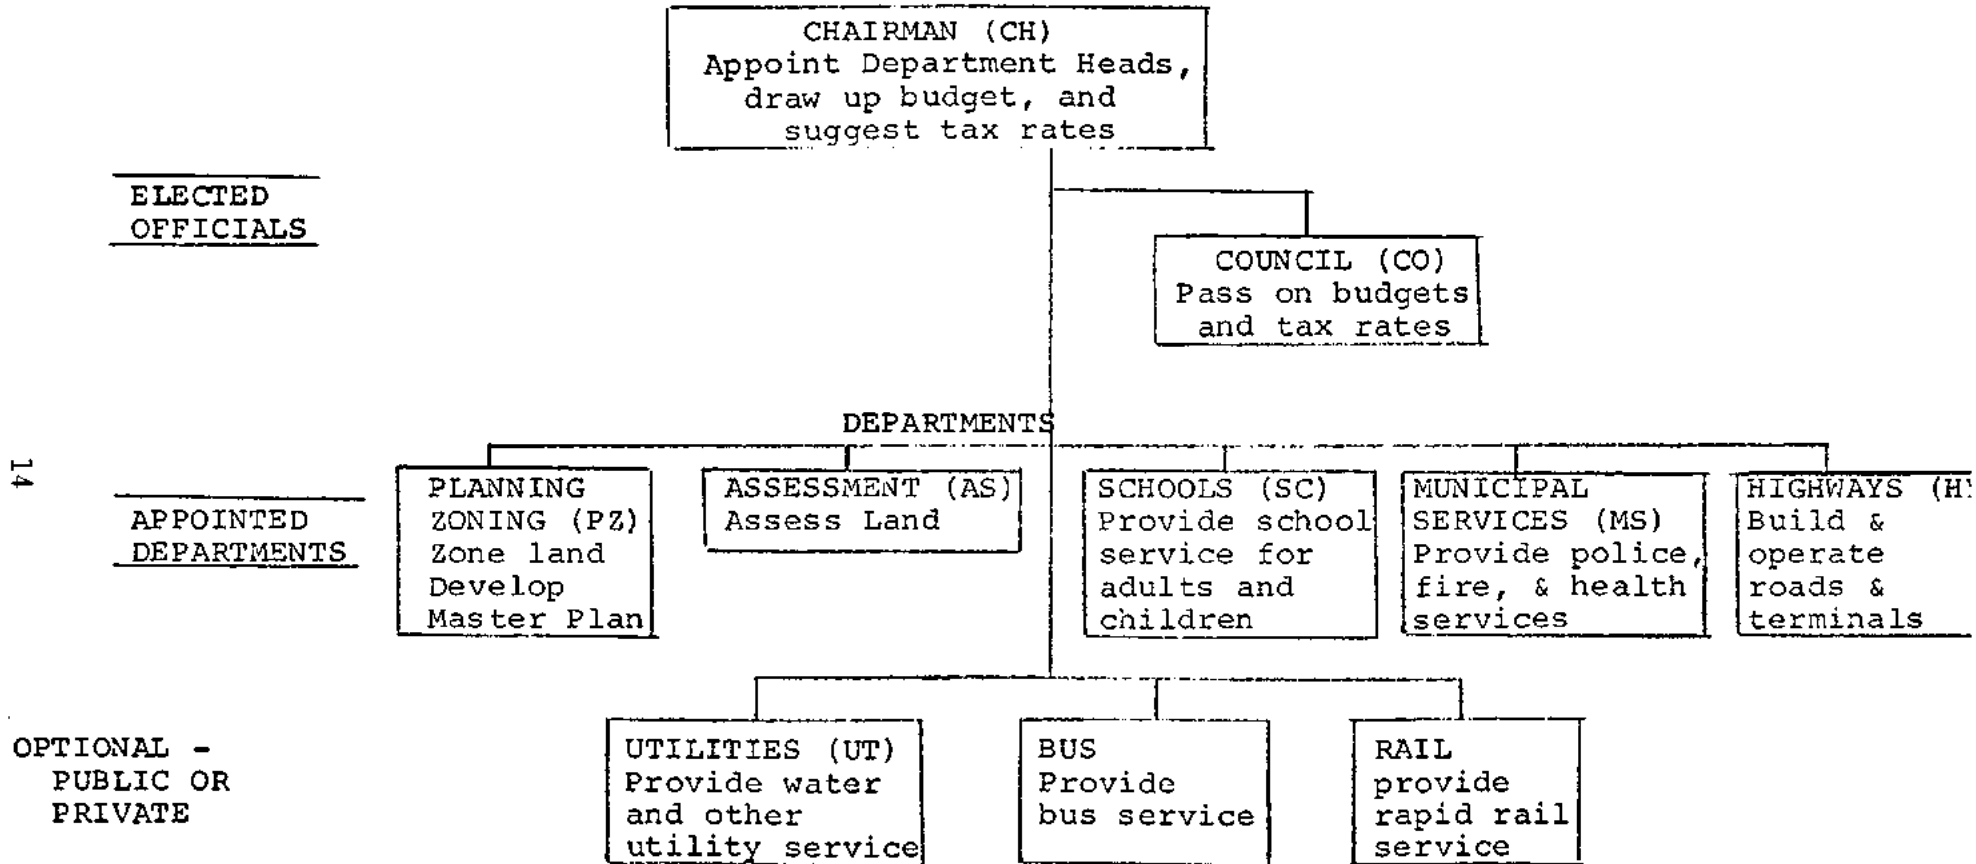 CHAIRMAN (CH)
Appoint Department Heads,
draw up budget, and
suggest tax rates
ELECTED
OFFICIALS
COUNCIL (CO)
Pass on budgets
and tax rates
DEPARTMENTS
14
APPOINTED
DEPARTMENTS
PLANNING
ZONING (PZ)
Zone land
Develop
Master Plan
ASSESSMENT (AS)
Assess Land
SCHOOLS (SC)
Provide school
service for
adults and
children
MUNICIPAL
SERVICES (MS)
Provide police,
fire, & health
services
HIGHWAYS (H
Build &
operate
roads &
terminals
OPTIONAL -
PUBLIC OR
PRIVATE
UTILITIES (UT)
Provide water
and other
utility service
BUS
Provide
bus service
RAIL
provide
rapid rail
service